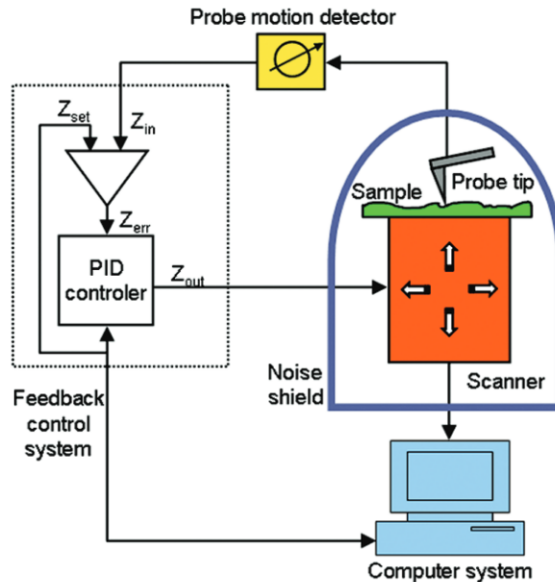 Probe motion detector
Zset
Zin
Sample
Probe tip
Zerr
PID
controler
Zout
Noise
shield
Scanner
Feedback
control
system
Computer system